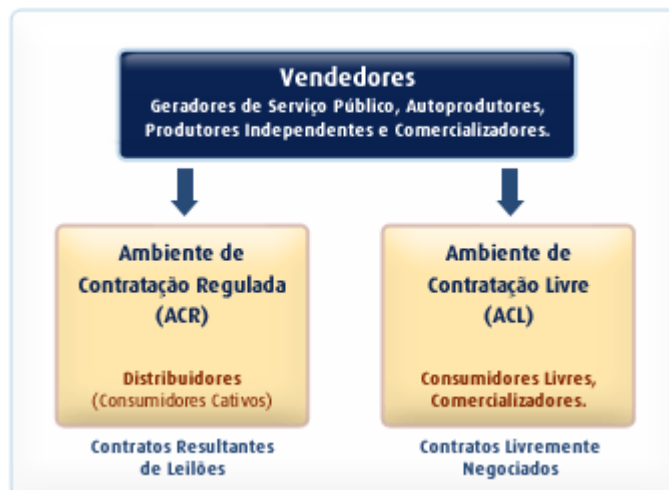 Vendedores
Geradores de Serviço Público, Autoprodutores,
Produtores Independentes e Comercializadores.
Ambiente de
Contratação Regulada
(ACR)
Distribuidores
(Consumidores Cativos)
Contratos Resultantes
de Leilões
Ambiente de
Contratação Livre
(ACL)
Consumidores Livres,
Comercializadores.
Contratos Livremente
Negociados